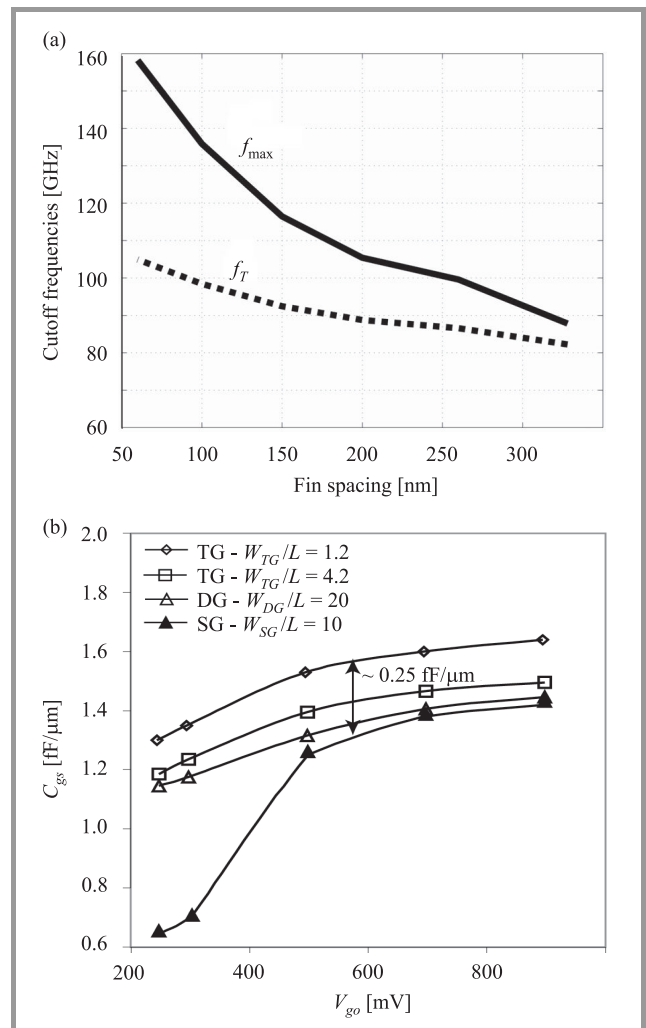 (a)
160
140
120
100
80
60
50
100
150
200
250
300
Cutoff frequencies [GHz]
f_max
f_T
Fin spacing [nm]
(b)
2.0
1.8
1.6
1.4
1.2
1.0
0.8
0.6
200
400
600
800
C_gs [fF/μm]
TG - W_TG/L = 1.2
TG - W_TG/L = 4.2
DG - W_DG/L = 20
SG - W_SG/L = 10
~ 0.25 fF/μm
V_go [mV]